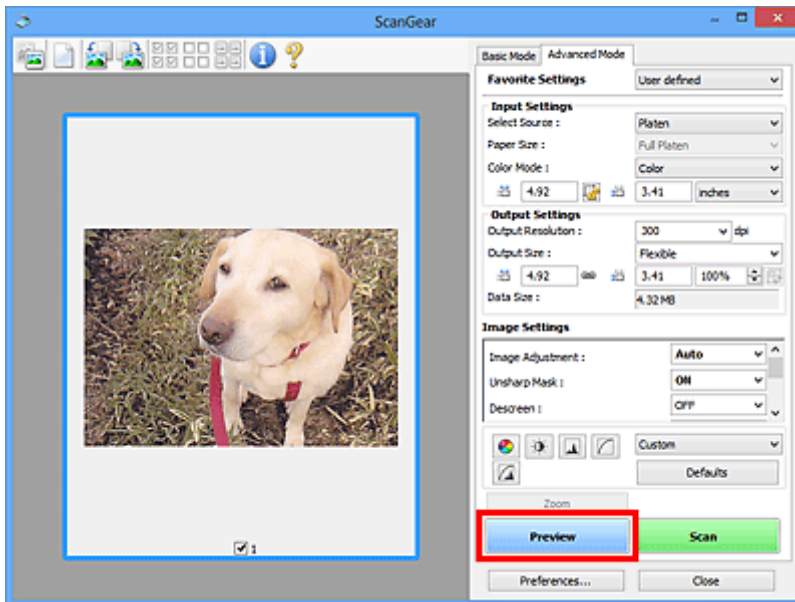 ScanGear
Basic Mode Advanced Mode
Favorite Settings User defined
Input Settings
Select Source : Platen
Paper Size : Full Platen
Color Mode : Color
4.92 3.41 inches
Output Settings
Output Resolution : 300 dpi
Output Size : Flexible
4.92 3.41 100%
Data Size : 4.32 MB
Image Settings
Image Adjustment : Auto
Unsharp Mask : ON
Descreen : OFF
Custom
Defaults
Zoom
Preview Scan
1
Preferences... Close